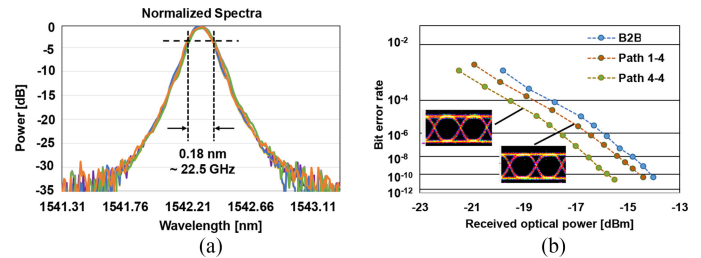 Normalized Spectra
Power [dB]
0
-5
-10
-15
-20
-25
-30
-35
0.18 nm
~ 22.5 GHz
1541.31 1541.76 1542.21 1542.66 1543.11
Wavelength [nm]
(a)
Bit error rate
10-2
10-4
10-6
10-8
10-10
10-12
B2B
Path 1-4
Path 4-4
-23 -21 -19 -17 -15 -13
Received optical power [dBm]
(b)